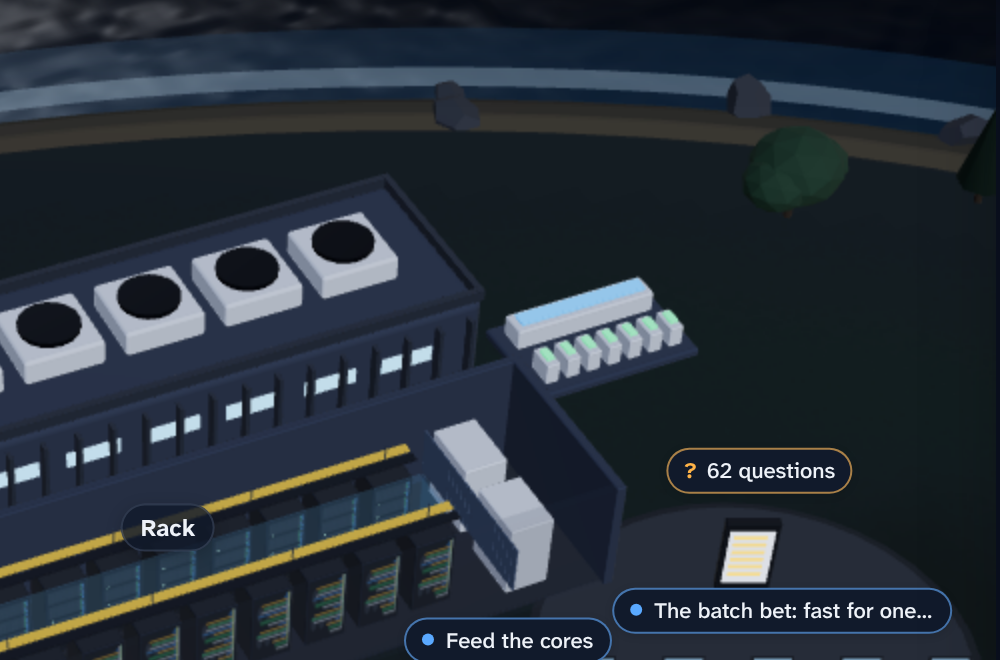 ? 62 questions
Rack
The batch bet: fast for one...
Feed the cores